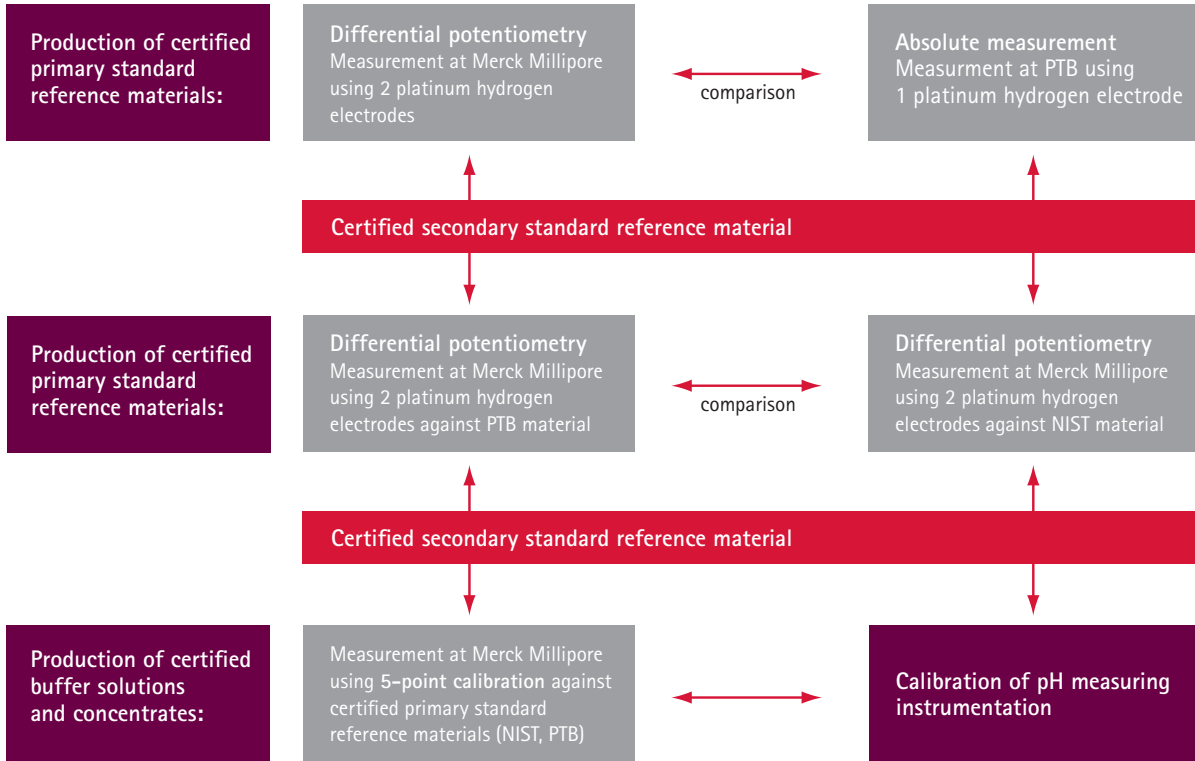 Production of certified
primary standard
reference materials:
Differential potentiometry
Measurement at Merck Millipore
using 2 platinum hydrogen
electrodes
comparison
Absolute measurement
Measurment at PTB using
1 platinum hydrogen electrode
Certified secondary standard reference material
Production of certified
primary standard
reference materials:
Differential potentiometry
Measurement at Merck Millipore
using 2 platinum hydrogen
electrodes against PTB material
comparison
Differential potentiometry
Measurement at Merck Millipore
using 2 platinum hydrogen
electrodes against NIST material
Certified secondary standard reference material
Production of certified
buffer solutions
and concentrates:
Measurement at Merck Millipore
using 5-point calibration against
certified primary standard
reference materials (NIST, PTB)
Calibration of pH measuring
instrumentation